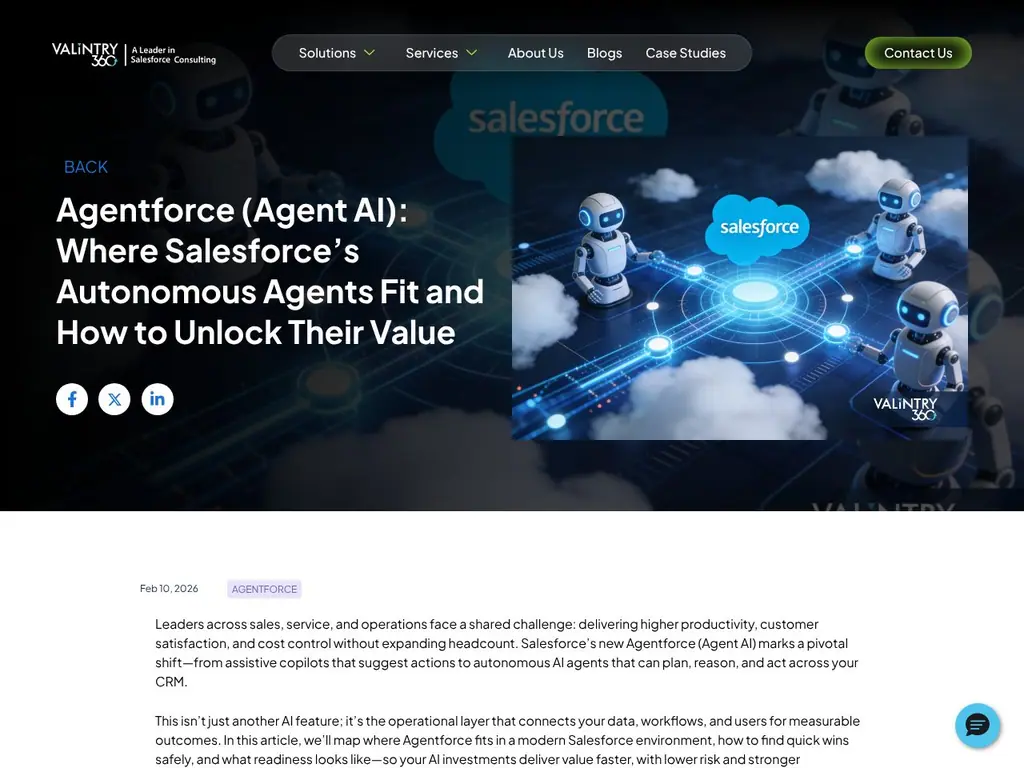 VALiNTRY 360 A Leader in Salesforce Consulting
Solutions Services About Us Blogs Case Studies
Contact Us
salesforce
BACK
Agentforce (Agent AI):
Where Salesforce’s
Autonomous Agents Fit and
How to Unlock Their Value
salesforce
VALiNTRY
360
VALiNTRY
Feb 10, 2026 AGENTFORCE
Leaders across sales, service, and operations face a shared challenge: delivering higher productivity, customer
satisfaction, and cost control without expanding headcount. Salesforce’s new Agentforce (Agent AI) marks a pivotal
shift—from assistive copilots that suggest actions to autonomous AI agents that can plan, reason, and act across your
CRM.
This isn’t just another AI feature; it’s the operational layer that connects your data, workflows, and users for measurable
outcomes. In this article, we’ll map where Agentforce fits in a modern Salesforce environment, how to find quick wins
safely, and what readiness looks like—so your AI investments deliver value faster, with lower risk and stronger